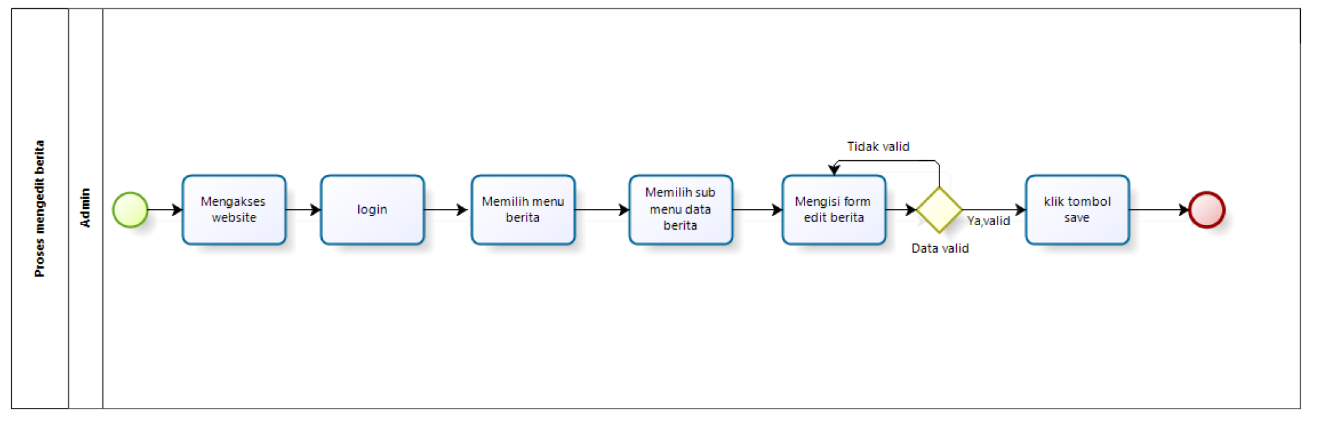 Proses mengedit berita
Admin
Mengakses
website
login
Memilih menu
berita
Memilih sub
menu data
berita
Mengisi form
edit berita
Tidak valid
Data valid
Ya,valid
klik tombol
save